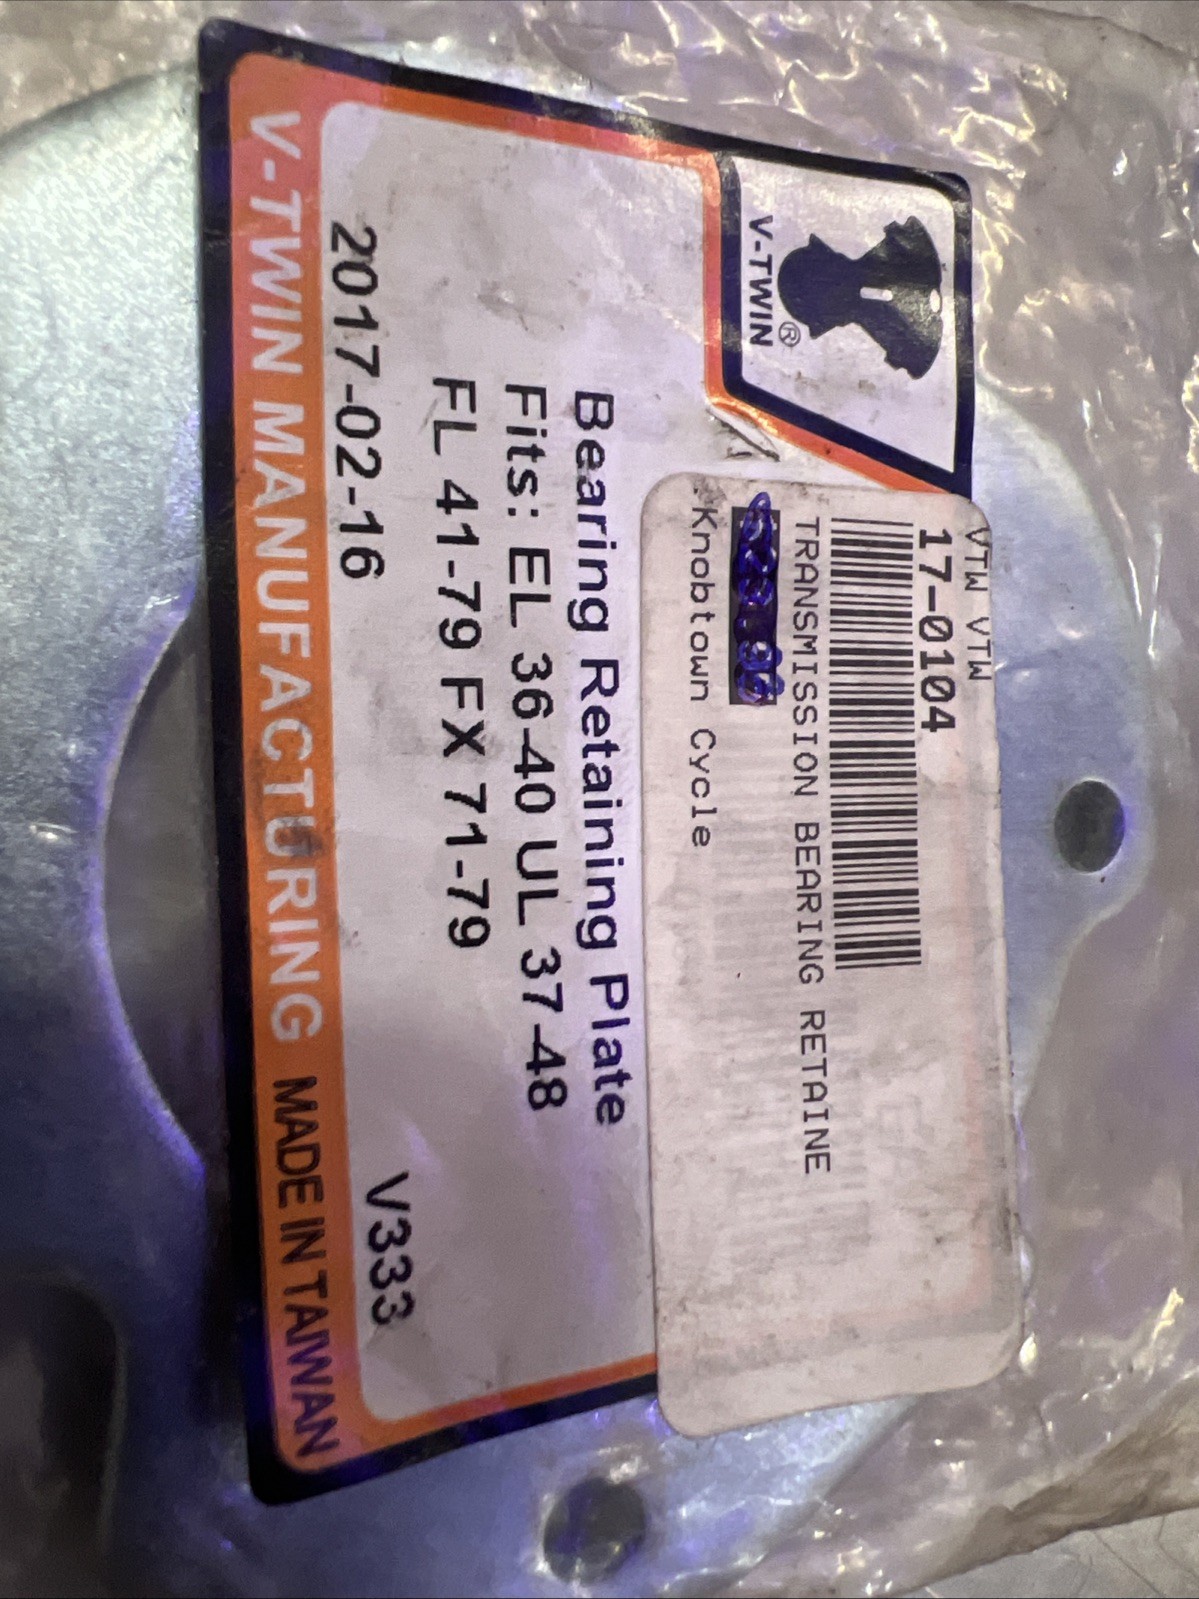 V-TWIN®
VTW VTW
17-0104
TRANSMISSION BEARING RETAINE
Knobtown Cycle
Bearing Retaining Plate
Fits: EL 36-40 UL 37-48
FL 41-79 FX 71-79
2017-02-16
V333
V-TWIN MANUFACTURING MADE IN TAIWAN